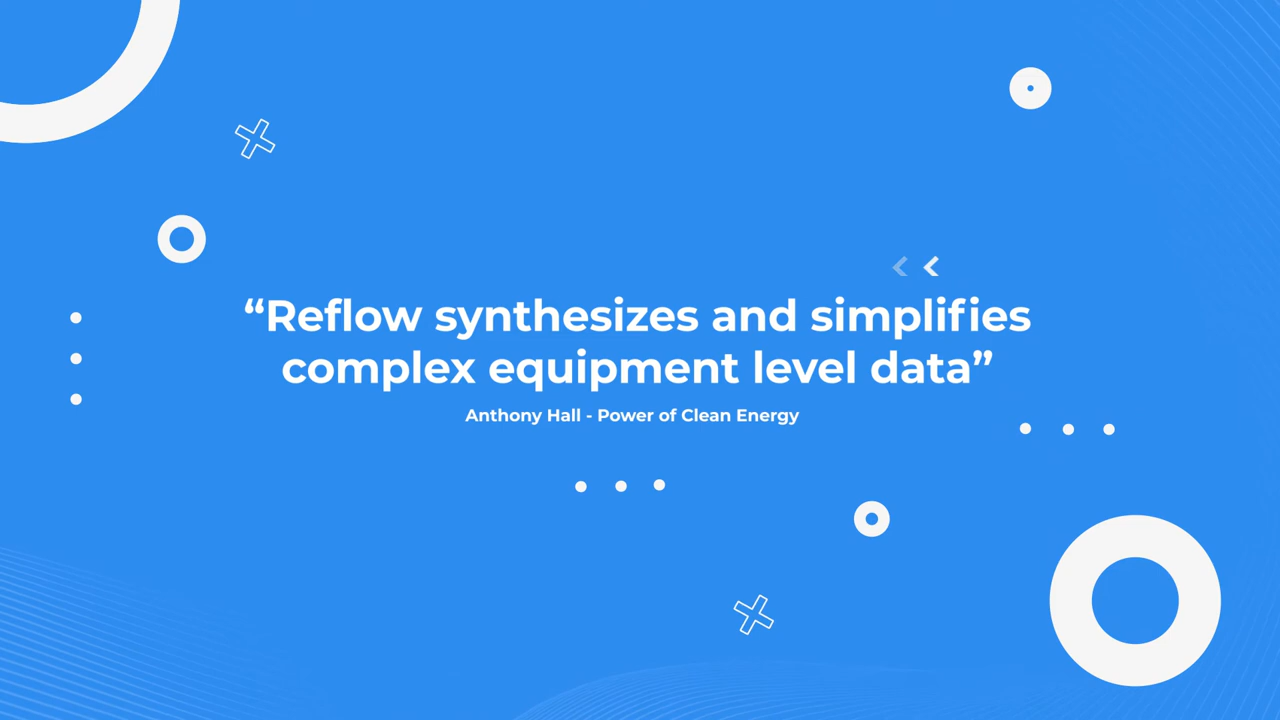 “Reflow synthesizes and simplifies
complex equipment level data”
Anthony Hall - Power of Clean Energy